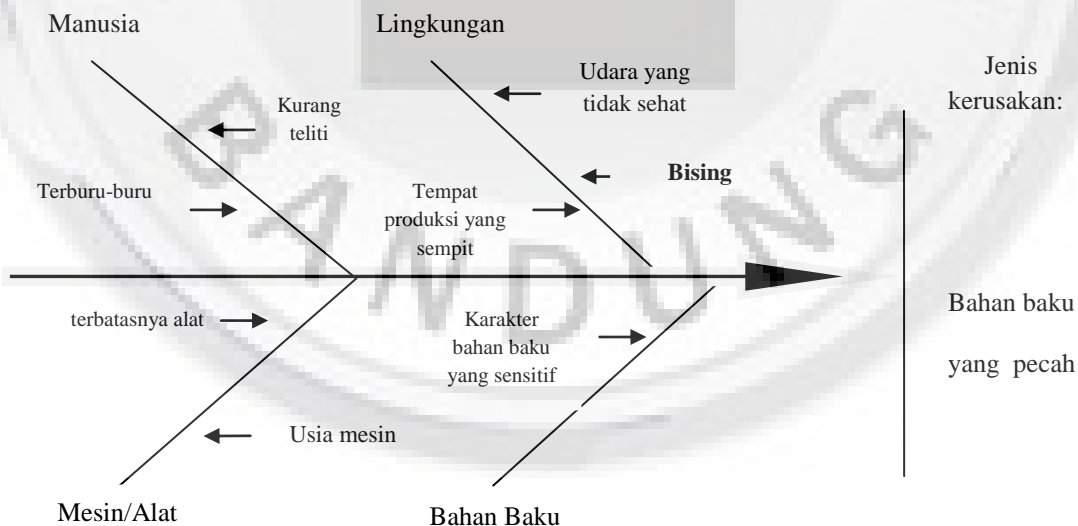 Manusia
Lingkungan
Jenis
kerusakan:
Udara yang
tidak sehat
Kurang
teliti
Bising
Terburu-buru
Tempat
produksi yang
sempit
BANDUNG
terbatasnya alat
Karakter
bahan baku
yang sensitif
Bahan baku
yang pecah
Usia mesin
Mesin/Alat
Bahan Baku